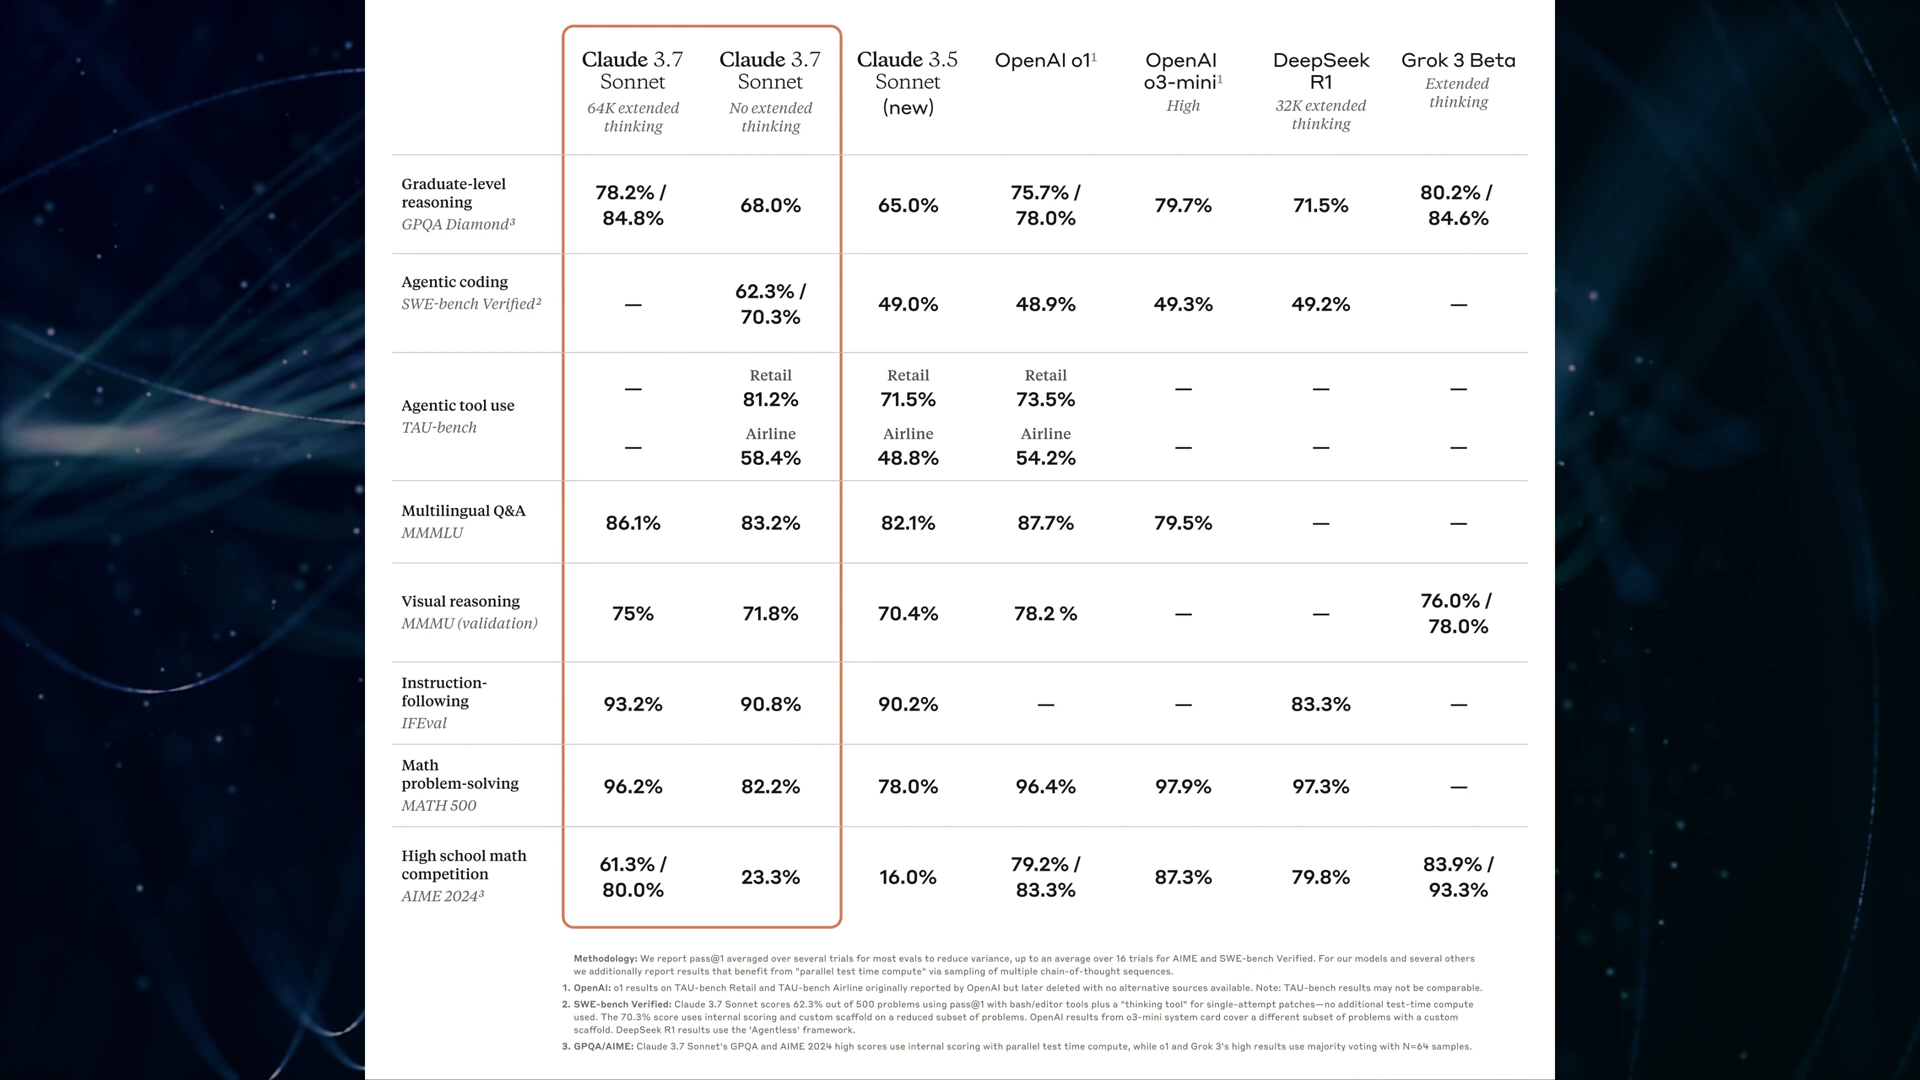 Claude 3.7 Sonnet
64K extended thinking
Claude 3.7 Sonnet
No extended thinking
Claude 3.5 Sonnet (new)
OpenAI o1¹
OpenAI o3-mini¹
High
DeepSeek R1
32K extended thinking
Grok 3 Beta
Extended thinking
Graduate-level reasoning
GPQA Diamond³
78.2% / 84.8%
68.0%
65.0%
75.7% / 78.0%
79.7%
71.5%
80.2% / 84.6%
Agentic coding
SWE-bench Verified²
—
62.3% / 70.3%
49.0%
48.9%
49.3%
49.2%
—
Agentic tool use
TAU-bench
—
Retail 81.2%
Retail 71.5%
Retail 73.5%
—
—
—
—
Airline 58.4%
Airline 48.8%
Airline 54.2%
—
—
—
Multilingual Q&A
MMMLU
86.1%
83.2%
82.1%
87.7%
79.5%
—
—
Visual reasoning
MMMU (validation)
75%
71.8%
70.4%
78.2 %
—
—
76.0% / 78.0%
Instruction-following
IFEval
93.2%
90.8%
90.2%
—
—
83.3%
—
Math problem-solving
MATH 500
96.2%
82.2%
78.0%
96.4%
97.9%
97.3%
—
High school math competition
AIME 2024³
61.3% / 80.0%
23.3%
16.0%
79.2% / 83.3%
87.3%
79.8%
83.9% / 93.3%
Methodology: We report pass@1 averaged over several trials for most evals to reduce variance, up to an average over 16 trials for AIME and SWE-bench Verified. For our models and several others
we additionally report results that benefit from "parallel test time compute" via sampling of multiple chain-of-thought sequences.
1. OpenAI: o1 results on TAU-bench Retail and TAU-bench Airline originally reported by OpenAI but later deleted with no alternative sources available. Note: TAU-bench results may not be comparable.
2. SWE-bench Verified: Claude 3.7 Sonnet scores 62.3% out of 500 problems using pass@1 with bash/editor tools plus a "thinking tool" for single-attempt patches—no additional test-time compute
used. The 70.3% score uses internal scoring and custom scaffold on a reduced subset of problems. OpenAI results from o3-mini system card cover a different subset of problems with a custom
scaffold. DeepSeek R1 results use the 'Agentless' framework.
3. GPQA/AIME: Claude 3.7 Sonnet's GPQA and AIME 2024 high scores use internal scoring with parallel test time compute, while o1 and Grok 3's high results use majority voting with N=64 samples.